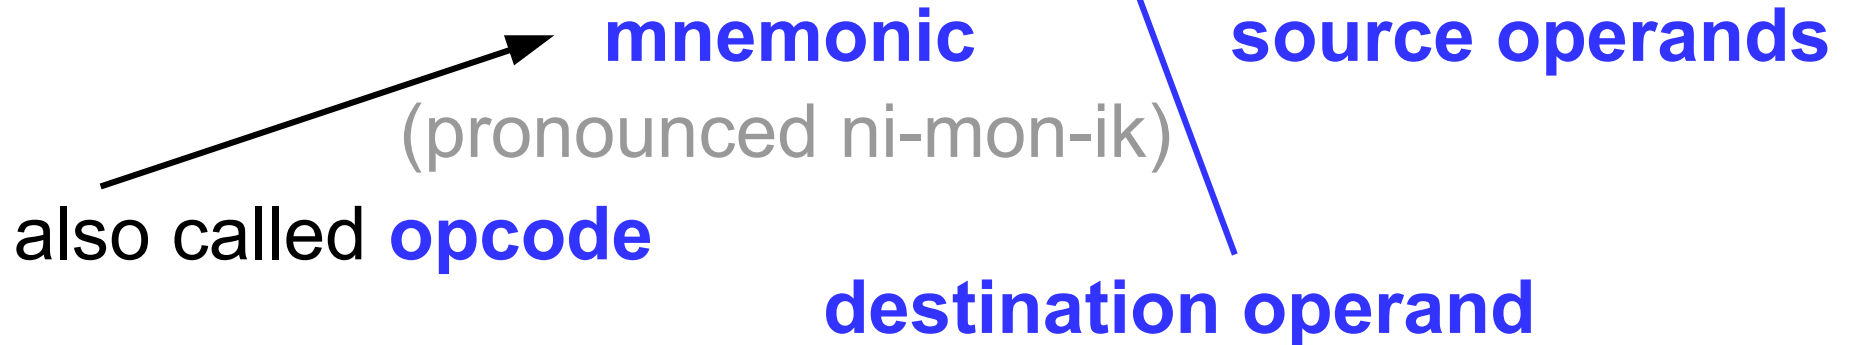 mnemonic source operands
(pronounced ni-mon-ik)
also called opcode
destination operand